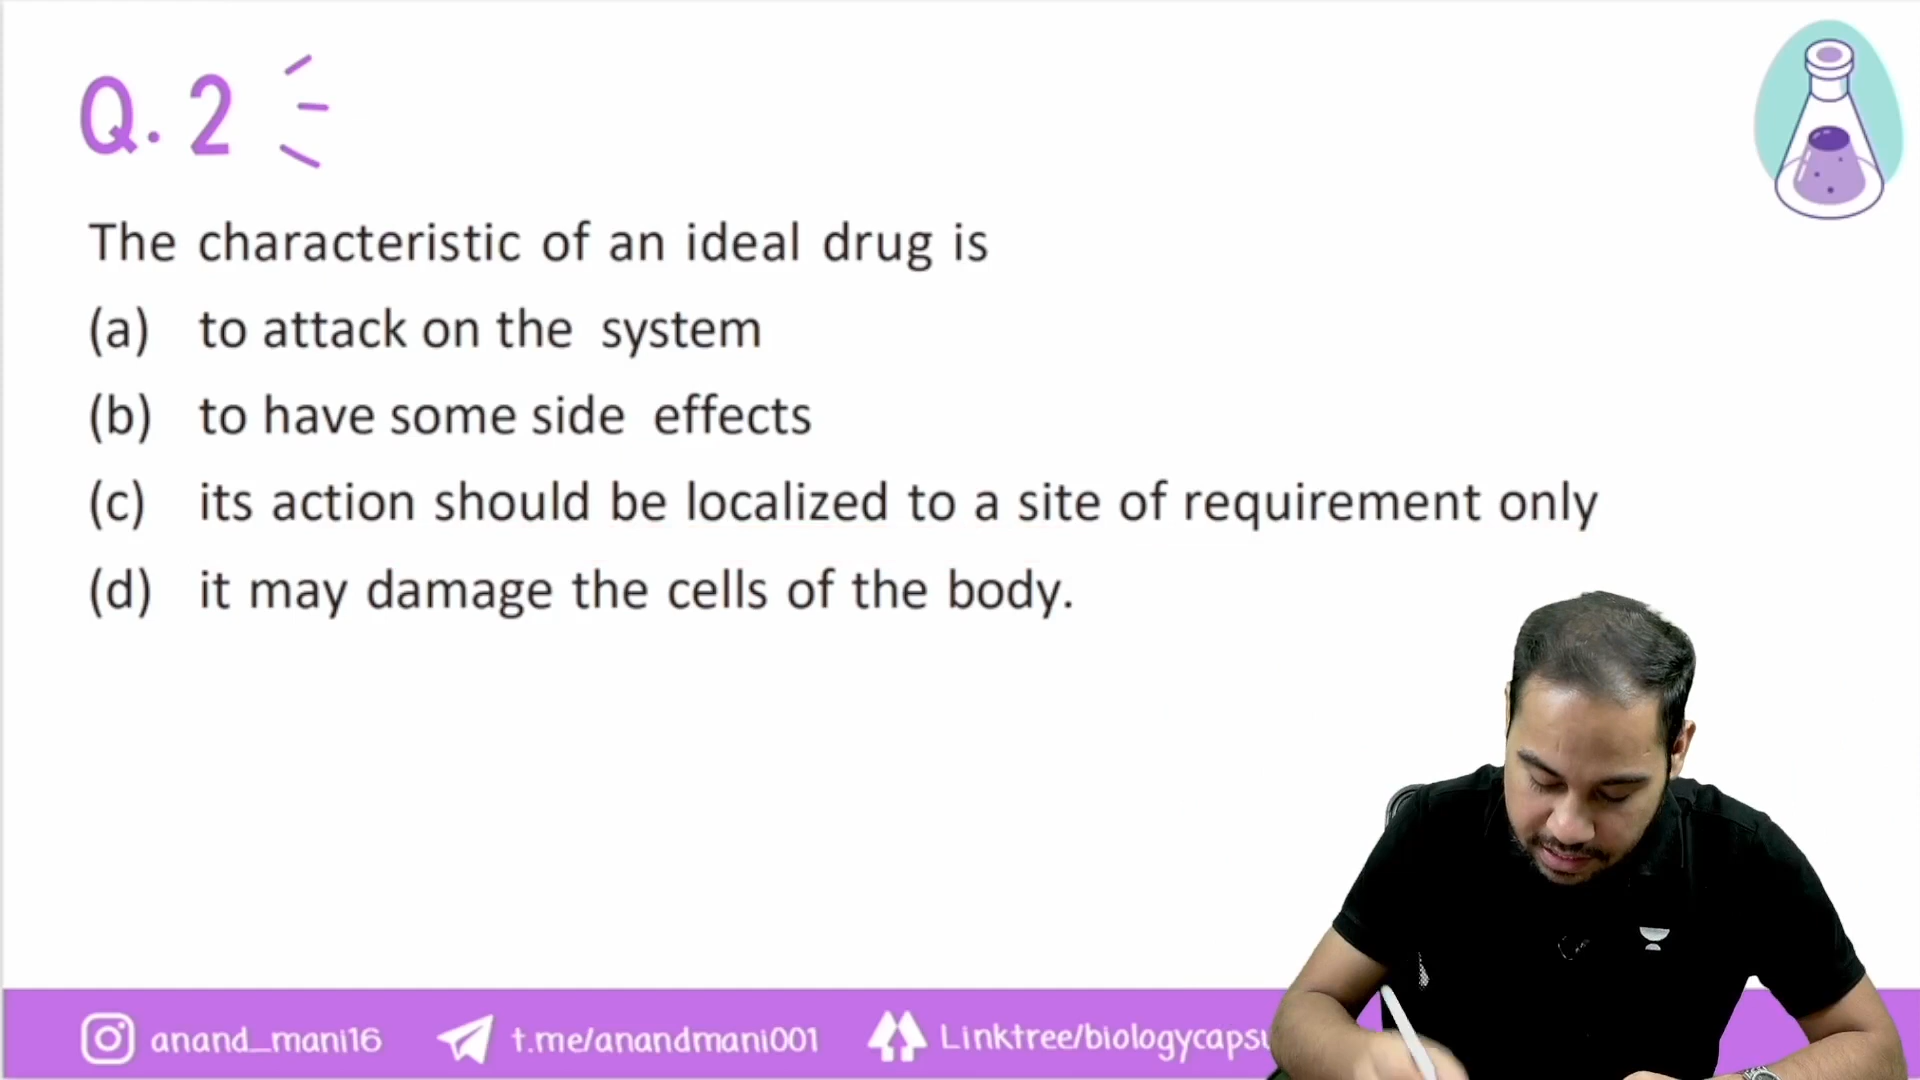 Q. 2
The characteristic of an ideal drug is
(a) to attack on the system
(b) to have some side effects
(c) its action should be localized to a site of requirement only
(d) it may damage the cells of the body.
anand_mani16 t.me/anandmani001 Linktree/biologycapsu